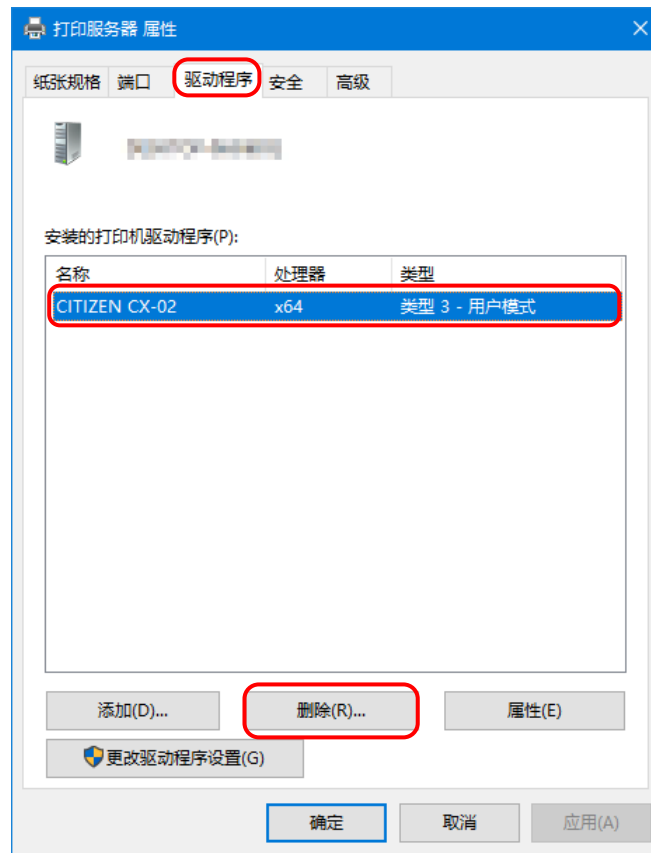 打印服务器 属性
纸张规格 端口 驱动程序 安全 高级
安装的打印机驱动程序(P):
名称 处理器 类型
CITIZEN CX-02 x64 类型 3 - 用户模式
添加(D)... 删除(R)... 属性(E)
更改驱动程序设置(G)
确定 取消 应用(A)